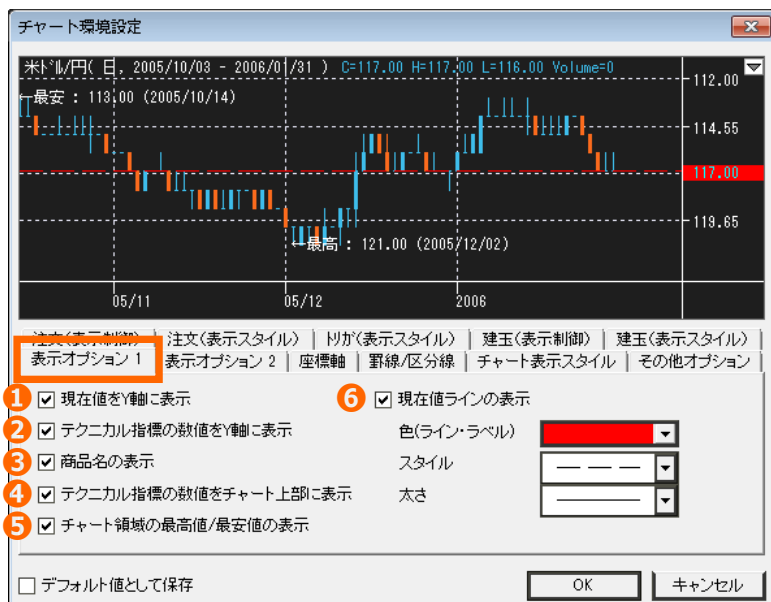 チャート環境設定
米ドル/円( 日, 2005/10/03 - 2006/01/31 ) C=117.00 H=117.00 L=116.00 Volume=0
112.00
←最安 : 113.00 (2005/10/14)
114.55
117.00
119.65
←最高 : 121.00 (2005/12/02)
05/11 05/12 2006
注文(表示制御) 注文(表示スタイル) トリガ(表示スタイル) 建玉(表示制御) 建玉(表示スタイル)
表示オプション 1 表示オプション 2 座標軸 罫線/区分線 チャート表示スタイル その他オプション
1 現在値をY軸に表示 6 現在値ラインの表示
2 テクニカル指標の数値をY軸に表示 色(ライン・ラベル)
3 商品名の表示 スタイル
4 テクニカル指標の数値をチャート上部に表示 太さ
5 チャート領域の最高値/最安値の表示
デフォルト値として保存 OK キャンセル